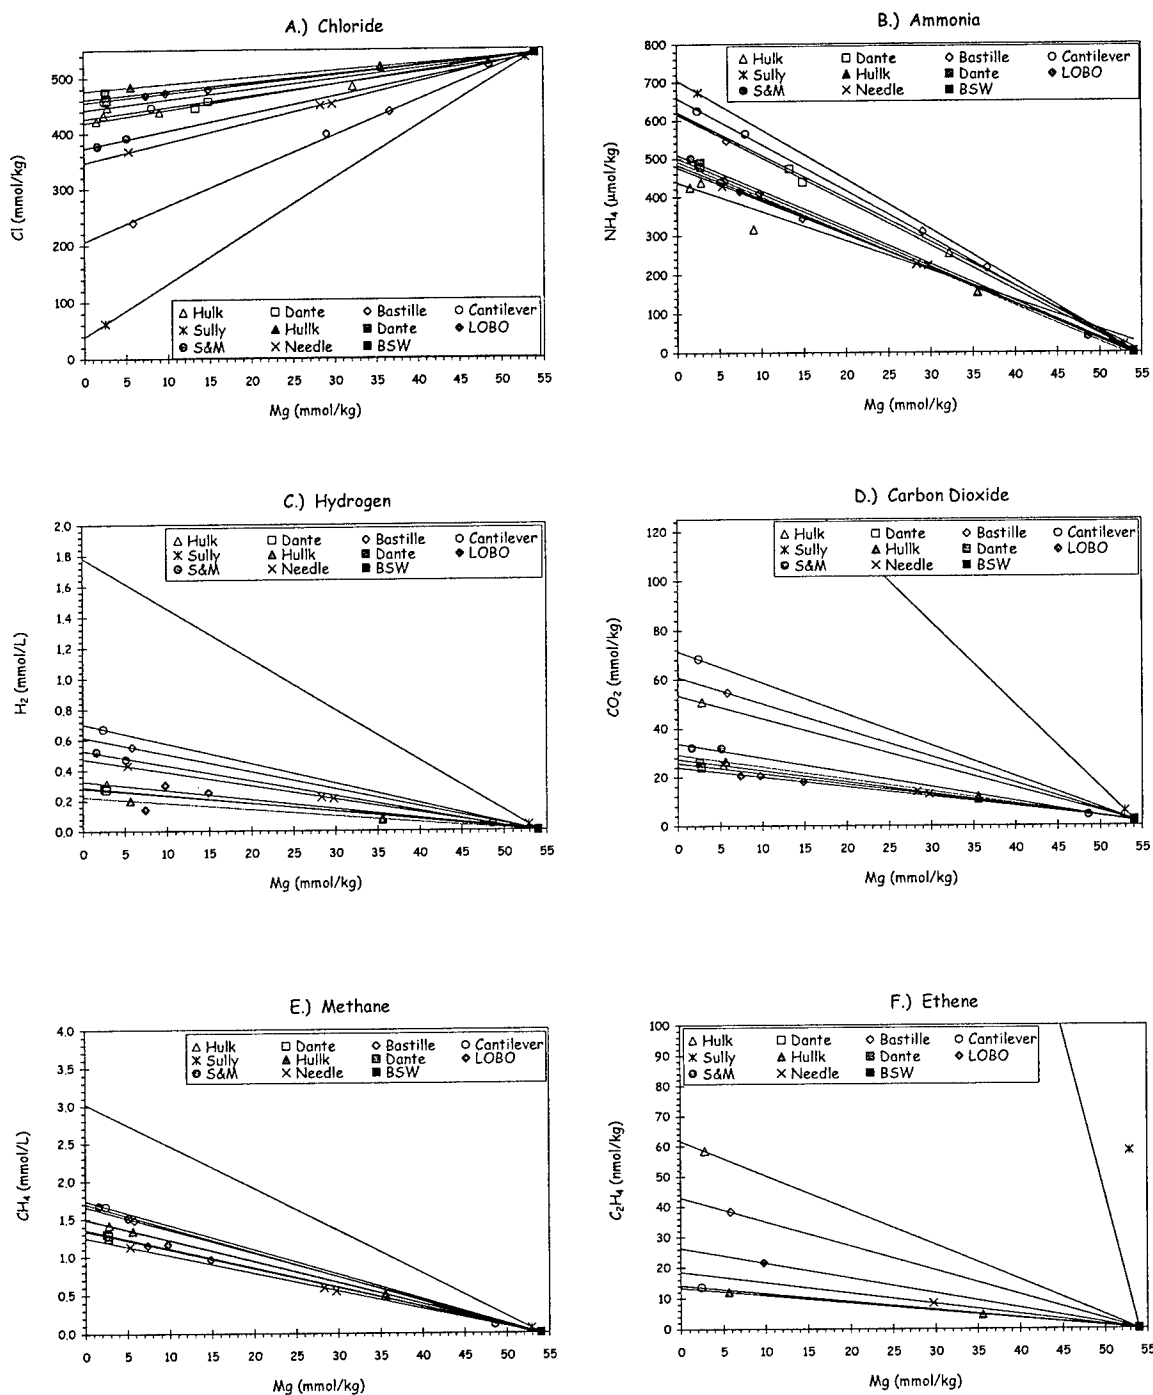 A.) Chloride
500
400
300
200
100
0
Cl (mmol/kg)
Hulk Dante Bastille Cantilever
Sully Hullk Dante LOBO
S&M Needle BSW
0 5 10 15 20 25 30 35 40 45 50 55
Mg (mmol/kg)
B.) Ammonia
800
700
600
500
400
300
200
100
0
NH4 (μmol/kg)
Hulk Dante Bastille Cantilever
Sully Hullk Dante LOBO
S&M Needle BSW
0 5 10 15 20 25 30 35 40 45 50 55
Mg (mmol/kg)
C.) Hydrogen
2.0
1.8
1.6
1.4
1.2
1.0
0.8
0.6
0.4
0.2
0.0
H2 (mmol/L)
Hulk Dante Bastille Cantilever
Sully Hullk Dante LOBO
S&M Needle BSW
0 5 10 15 20 25 30 35 40 45 50 55
Mg (mmol/kg)
D.) Carbon Dioxide
120
100
80
60
40
20
0
CO2 (mmol/kg)
Hulk Dante Bastille Cantilever
Sully Hullk Dante LOBO
S&M Needle BSW
0 5 10 15 20 25 30 35 40 45 50 55
Mg (mmol/kg)
E.) Methane
4.0
3.0
2.5
2.0
1.5
1.0
0.5
0.0
CH4 (mmol/L)
Hulk Dante Bastille Cantilever
Sully Hullk Dante LOBO
S&M Needle BSW
0 5 10 15 20 25 30 35 40 45 50 55
Mg (mmol/kg)
F.) Ethene
100
90
80
70
60
50
40
30
20
10
0
C2H4 (nmol/kg)
Hulk Dante Bastille Cantilever
Sully Hullk Dante LOBO
S&M Needle BSW
0 5 10 15 20 25 30 35 40 45 50 55
Mg (mmol/kg)